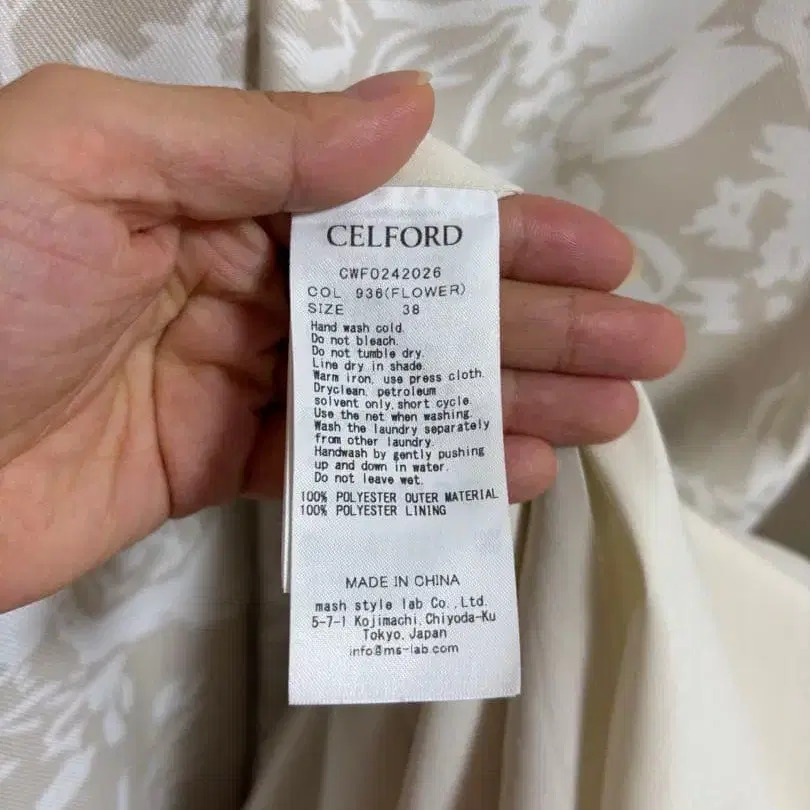 CELFORD
CWF0242026
COL 936(FLOWER)
SIZE 38
Hand wash cold.
Do not bleach.
Do not tumble dry.
Line dry in shade
Warm iron, use press cloth.
Dryclean, petroleum
solvent only, short cycle.
Use the net when washing.
Wash the laundry separately
from other laundry.
Handwash by gently pushing
up and down in water.
Do not leave wet.
100% POLYESTER OUTER MATERIAL
100% POLYESTER LINING
MADE IN CHINA
mash style lab Co.,Ltd.
5-7-1 Kojimachi, Chiyoda-Ku
Tokyo, Japan
info@ms-lab.com